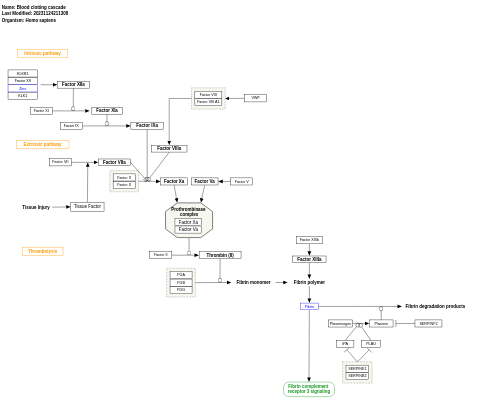 Name: Blood clotting cascade
Last Modified: 20231124211308
Organism: Homo sapiens
Intrinsic pathway
KLKB1
Factor XII
Zinc
KLK1
Factor XIIa
Factor XI
Factor XIa
Factor IX
Factor IXa
Factor VIII
Factor VIII A1
VWF
Factor VIIIa
Extrinsic pathway
Factor VII
Factor VIIa
Factor X
Factor X
Factor Xa
Factor Va
Factor V
Tissue Injury
Tissue Factor
Prothrombinase
complex
Factor Xa
Factor Va
Thrombolysis
Factor II
Thrombin (II)
Factor XIIIb
Factor XIIIa
FGA
FGB
FGG
Fibrin monomer
Fibrin polymer
Fibrin
Fibrin degradation products
Plasminogen
Plasmin
SERPINF2
tPA
PLAU
SERPINE1
SERPINB2
Fibrin complement
receptor 3 signaling